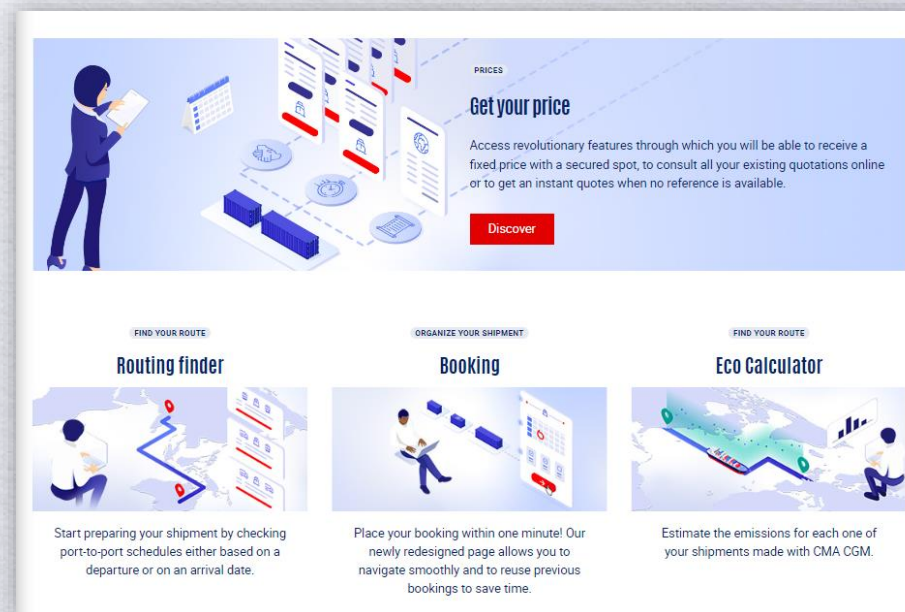 PRICES
Get your price
Access revolutionary features through which you will be able to receive a
fixed price with a secured spot, to consult all your existing quotations online
or to get an instant quotes when no reference is available.
Discover
FIND YOUR ROUTE
Routing finder
Start preparing your shipment by checking
port-to-port schedules either based on a
departure or on an arrival date.
ORGANIZE YOUR SHIPMENT
Booking
Place your booking within one minute! Our
newly redesigned page allows you to
navigate smoothly and to reuse previous
bookings to save time.
FIND YOUR ROUTE
Eco Calculator
Estimate the emissions for each one of
your shipments made with CMA CGM.